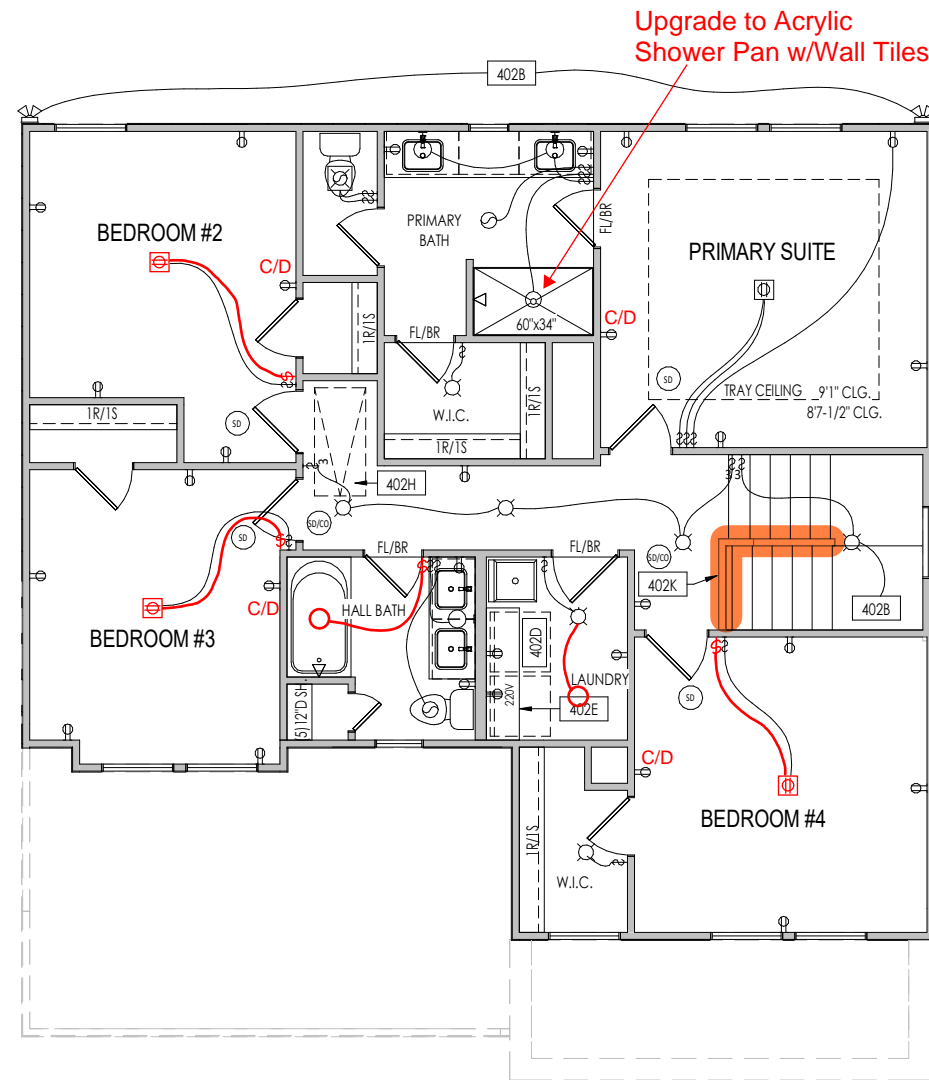 Upgrade to Acrylic
Shower Pan w/Wall Tiles
402B
BEDROOM #2
C/D
PRIMARY
BATH
FL/BR
PRIMARY SUITE
C/D
60"x34"
FL/BR
1R/1S
W.I.C.
1R/1S
1R/1S
SD
TRAY CEILING
9'1" CLG.
8'7-1/2" CLG.
1R/1S
SD
402H
3
SD/CO
SD
3
3
SD/CO
402K
402B
C/D
BEDROOM #3
FL/BR
HALL BATH
FL/BR
402D
LAUNDRY
220V
402E
5) 12"D SH
SD
C/D
BEDROOM #4
1R/1S
W.I.C.